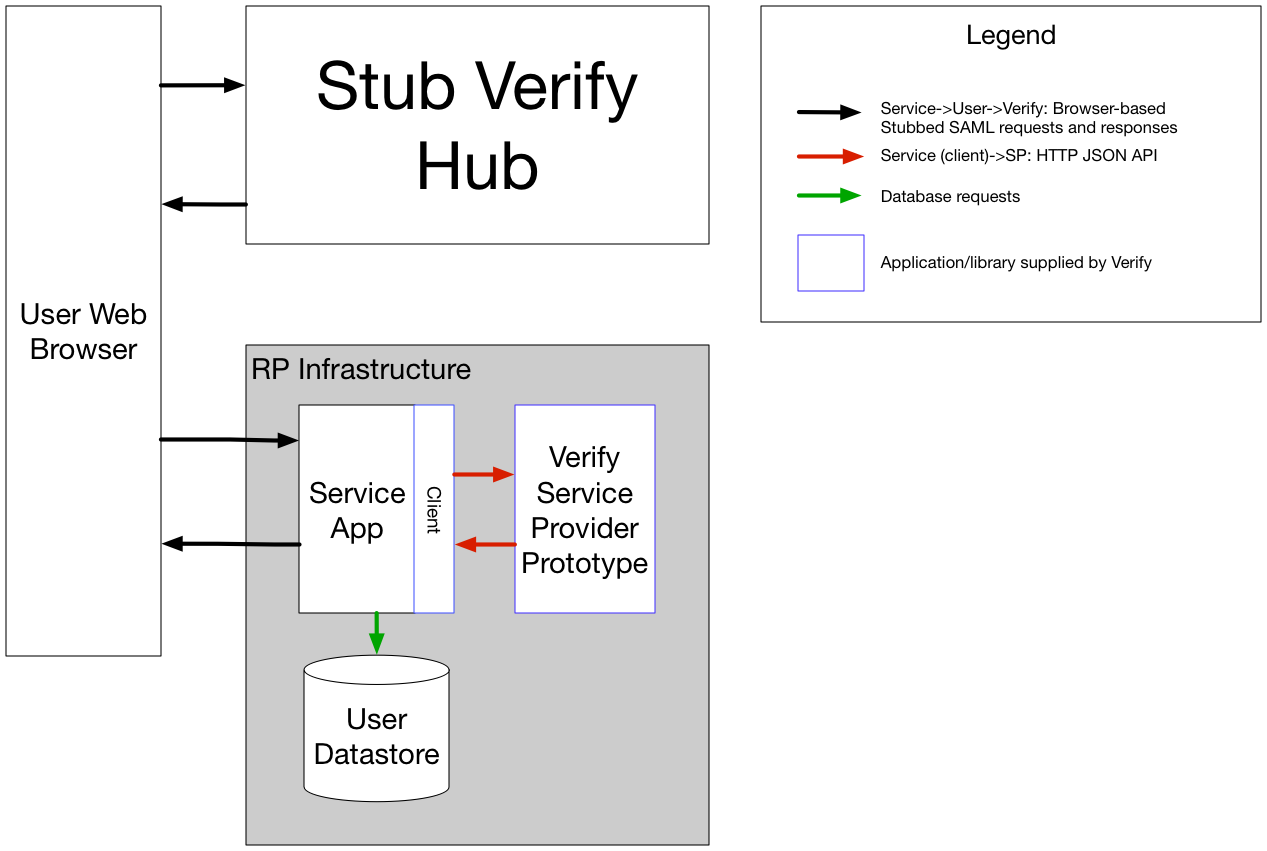 Stub Verify
Hub
User Web
Browser
Legend
Service->User->Verify: Browser-based
Stubbed SAML requests and responses
Service (client)->SP: HTTP JSON API
Database requests
Application/library supplied by Verify
RP Infrastructure
Service
App
Client
Verify
Service
Provider
Prototype
User
Datastore